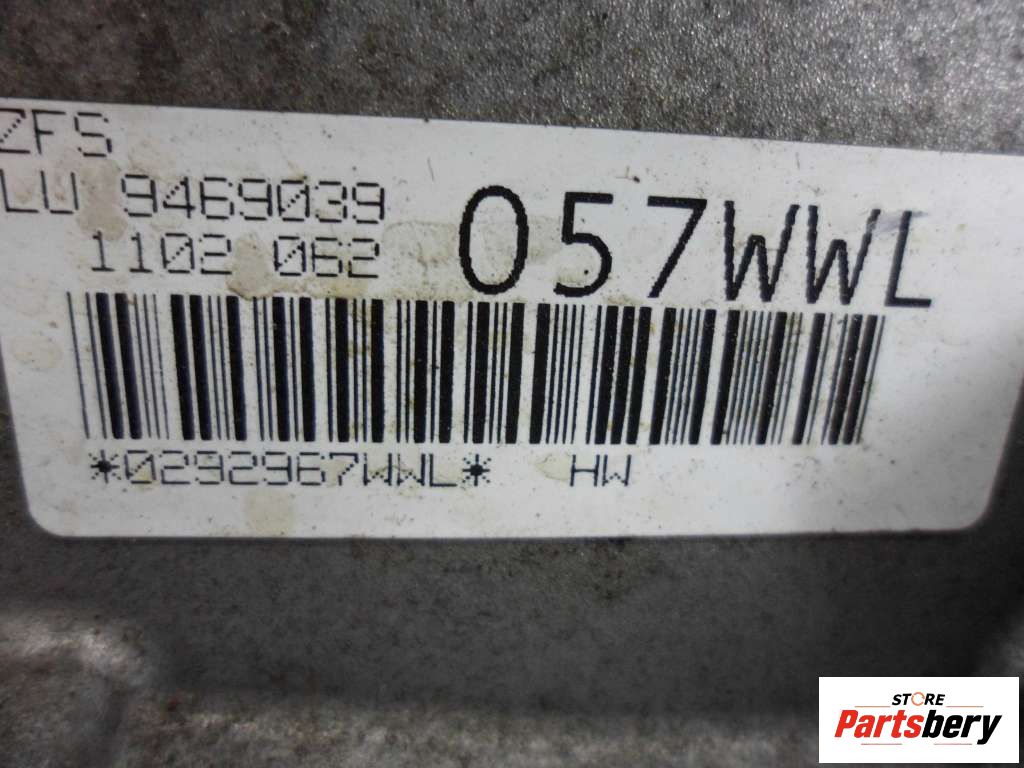 ZFS
LU 9469039
1102 062
057WWL
*0292967WWL* HW
STORE
Partsbery